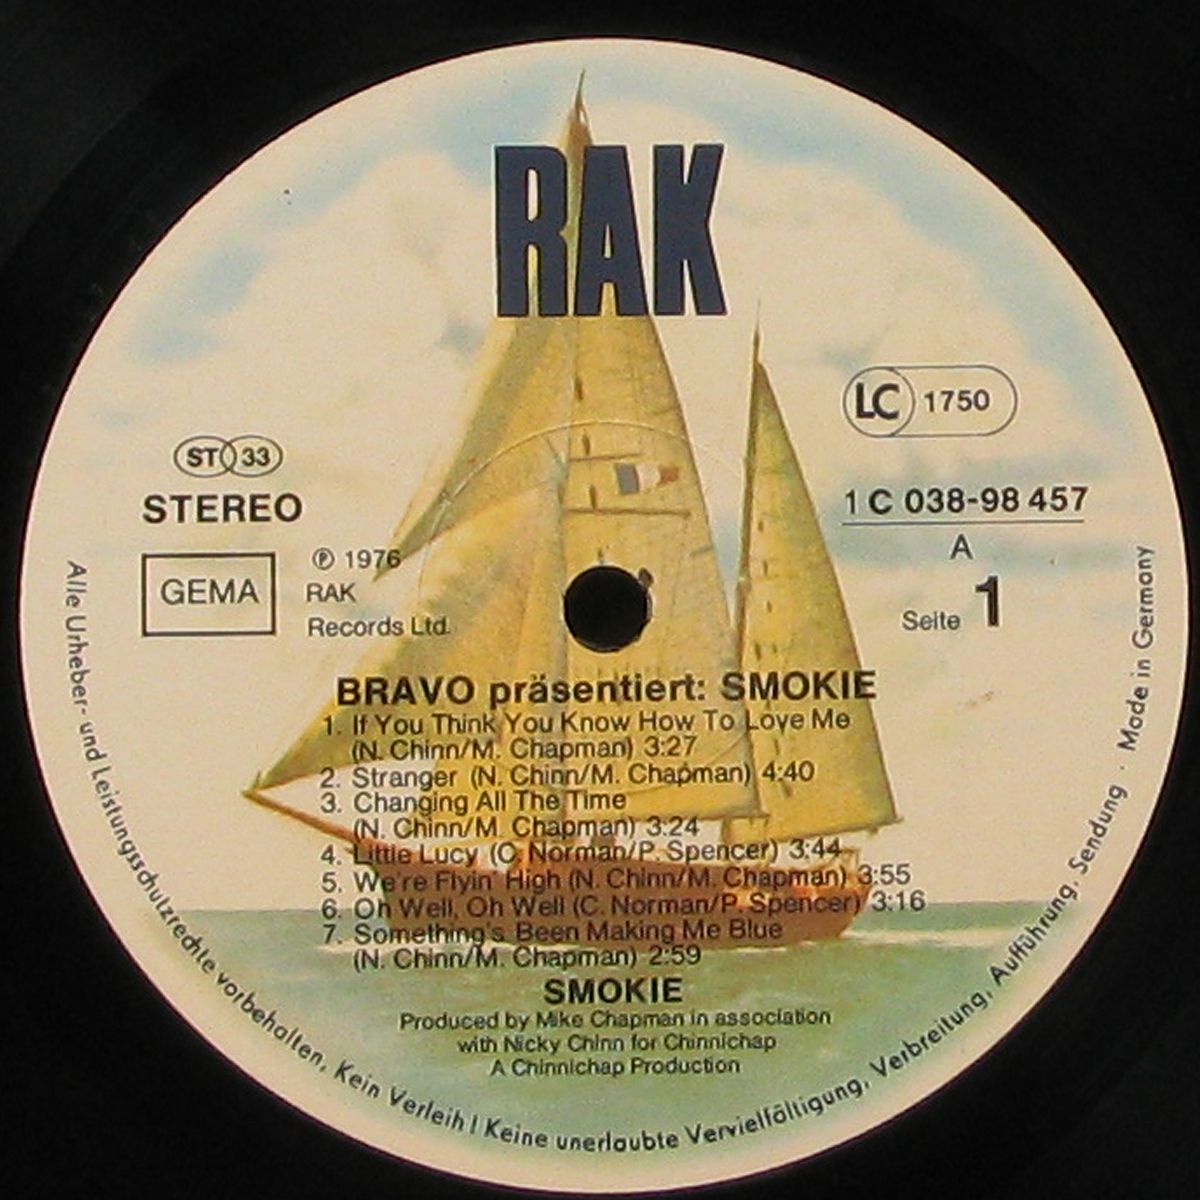 RAK
LC 1750
ST 33
STEREO
1 C 038-98 457
A
Seite 1
GEMA
℗ 1976
RAK
Records Ltd.
BRAVO präsentiert: SMOKIE
1. If You Think You Know How To Love Me
(N. Chinn/M. Chapman) 3:27
2. Stranger (N. Chinn/M. Chapman) 4:40
3. Changing All The Time
(N. Chinn/M. Chapman) 3:24
4. Little Lucy (C. Norman/P. Spencer) 3:44
5. We're Flyin' High (N. Chinn/M. Chapman) 3:55
6. Oh Well, Oh Well (C. Norman/P. Spencer) 3:16
7. Something's Been Making Me Blue
(N. Chinn/M. Chapman) 2:59
SMOKIE
Produced by Mike Chapman in association
with Nicky Chinn for Chinnichap
A Chinnichap Production
Alle Urheber- und Leistungsschutzrechte vorbehalten, Kein Verleih! Keine unerlaubte Vervielfältigung, Verbreitung, Aufführung, Sendung · Made in Germany